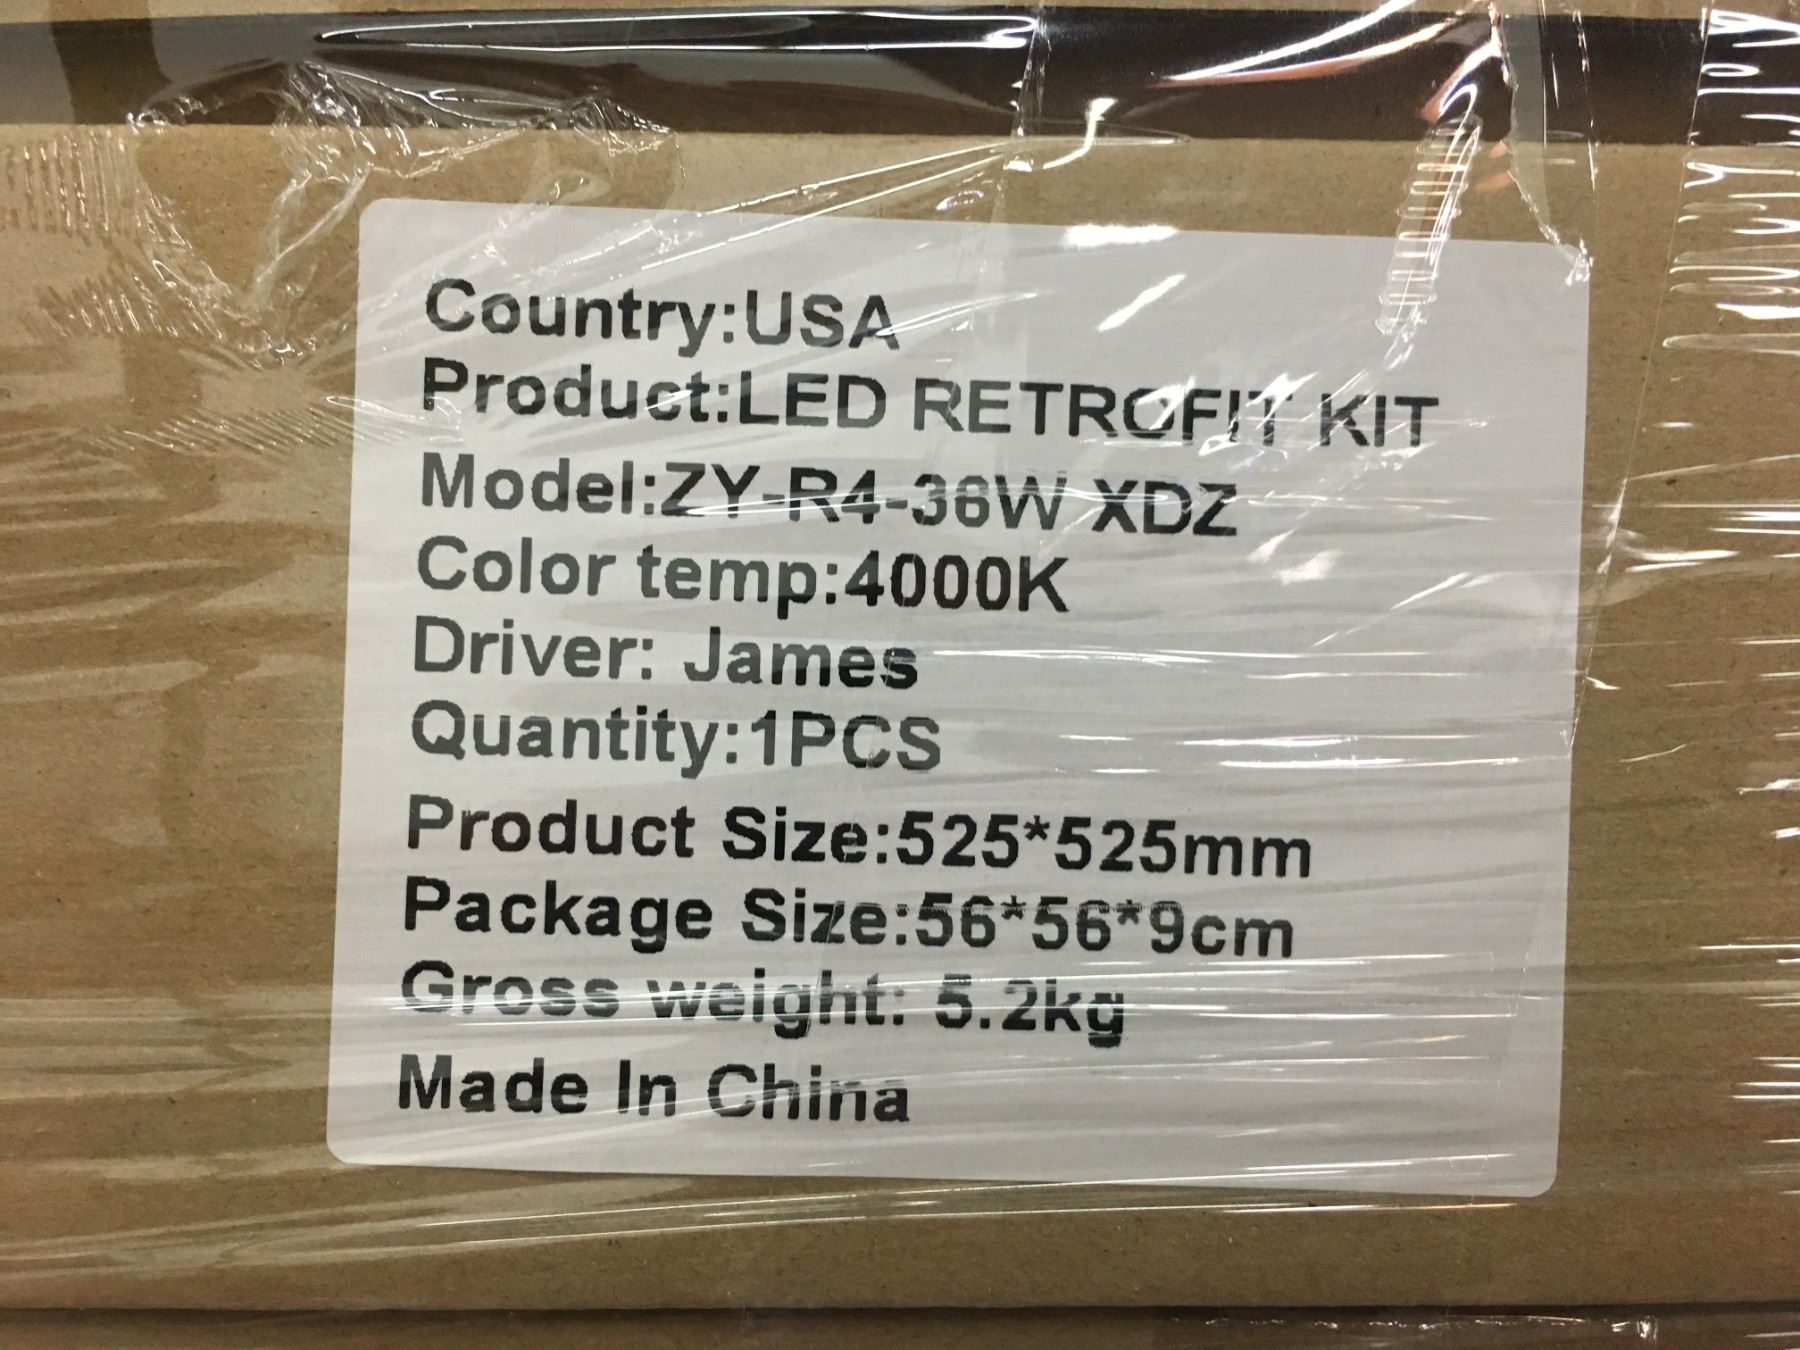 Country:USA
Product:LED RETROFIT KIT
Model:ZY-R4-36W XDZ
Color temp:4000K
Driver: James
Quantity:1PCS
Product Size:525*525mm
Package Size:56*56*9cm
Gross weight: 5.2kg
Made In China